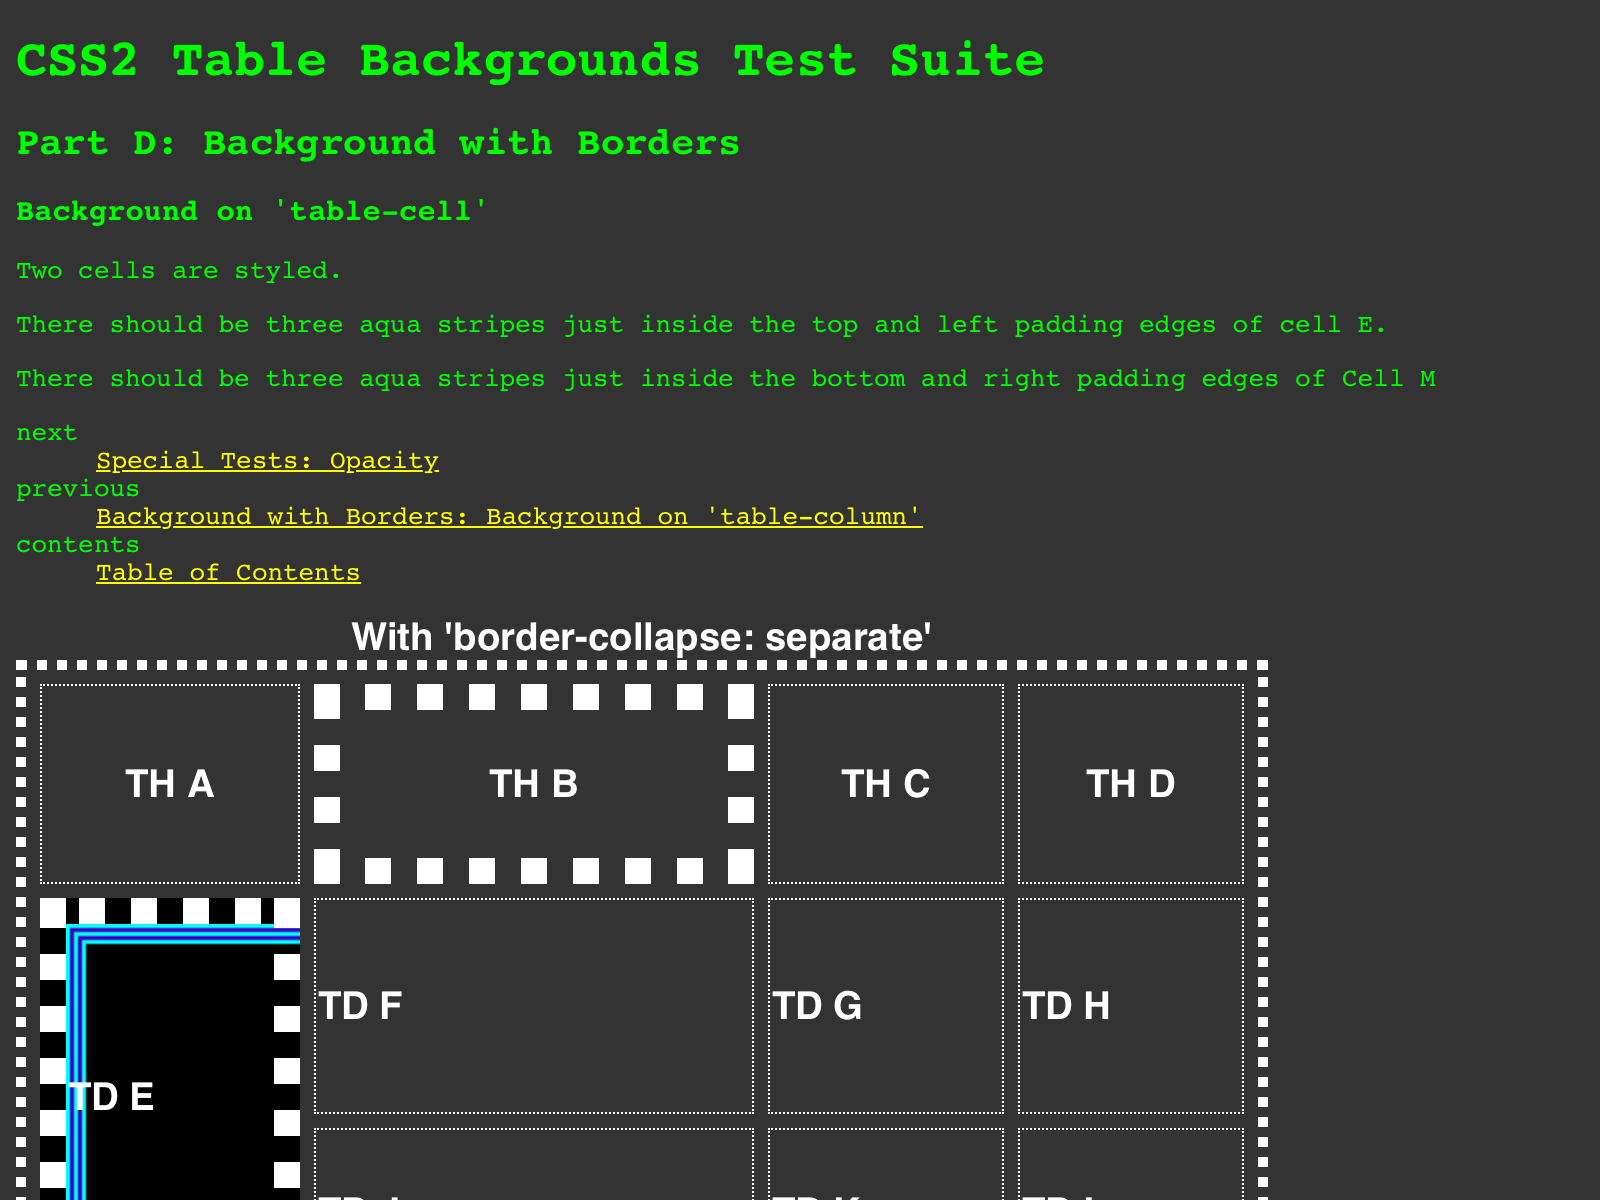 CSS2 Table Backgrounds Test Suite
Part D: Background with Borders
Background on 'table-cell'
Two cells are styled.
There should be three aqua stripes just inside the top and left padding edges of cell E.
There should be three aqua stripes just inside the bottom and right padding edges of Cell M
next
Special Tests: Opacity
previous
Background with Borders: Background on 'table-column'
contents
Table of Contents
With 'border-collapse: separate'
TH A TH B TH C TH D
TD F TD G TD H
TD E